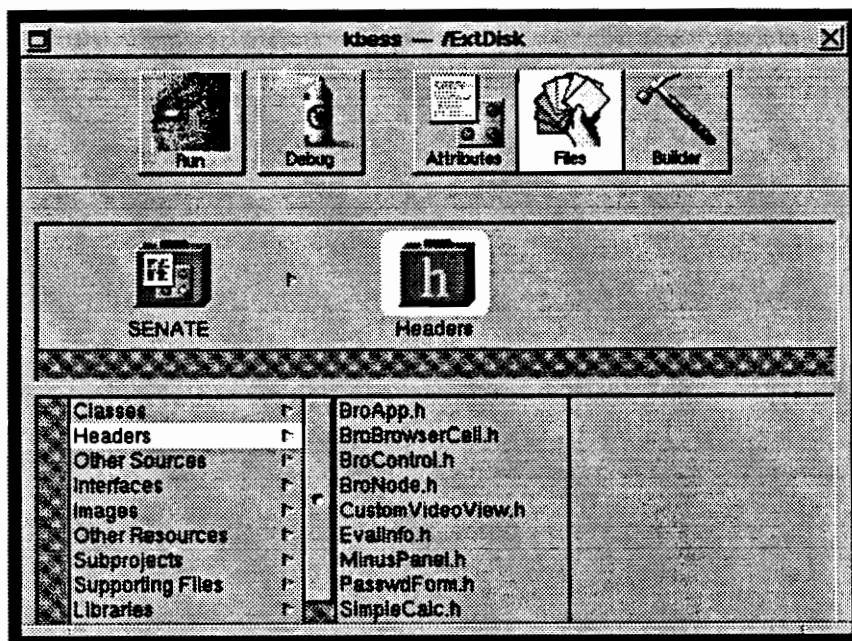 kbess — /ExtDisk
Run
Debug
Attributes
Files
Builder
h
SENATE
Headers
Classes
Headers
Other Sources
Interfaces
Images
Other Resources
Subprojects
Supporting Files
Libraries
BroApp.h
BroBrowserCell.h
BroControl.h
BroNode.h
CustomVideoView.h
EvalInfo.h
MinusPanel.h
PasswdForm.h
SimpleCalc.h